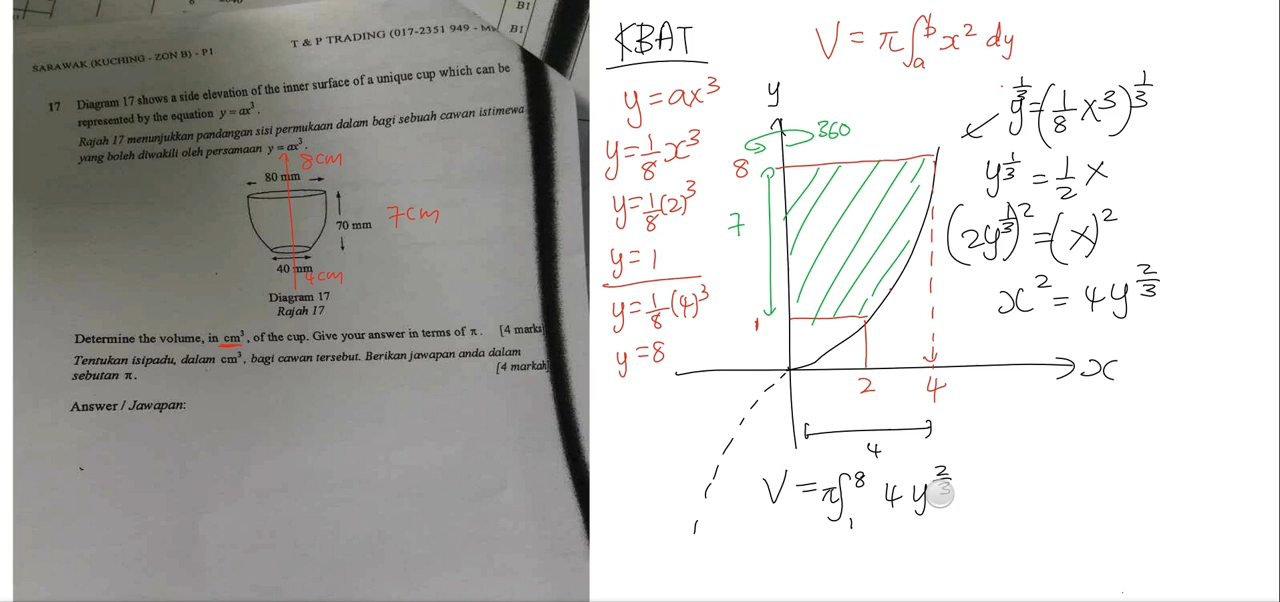 B1
B1
T & P TRADING (017-2351 949 - M
SARAWAK (KUCHING - ZON B) - P1
17 Diagram 17 shows a side elevation of the inner surface of a unique cup which can be
represented by the equation y = ax³.
Rajah 17 menunjukkan pandangan sisi permukaan dalam bagi sebuah cawan istimewa
yang boleh diwakili oleh persamaan y = ax³.
8cm
80 mm
7cm
70 mm
40 mm
4cm
Diagram 17
Rajah 17
Determine the volume, in cm³, of the cup. Give your answer in terms of π. [4 marks]
Tentukan isipadu, dalam cm³, bagi cawan tersebut. Berikan jawapan anda dalam
sebutan π. [4 markah]
Answer / Jawapan:
KBAT
y = ax³
y = 1/8 x³
y = 1/8 (2)³
y = 1
y = 1/8 (4)³
y = 8
V = π∫ₐᵇ x² dy
y
360
8
7
1
2
4
x
4
y^1/3 = (1/8 x³)^1/3
y^1/3 = 1/2 x
(2y^1/3)² = (x)²
x² = 4y^2/3
V = π∫₁⁸ 4y^2/3